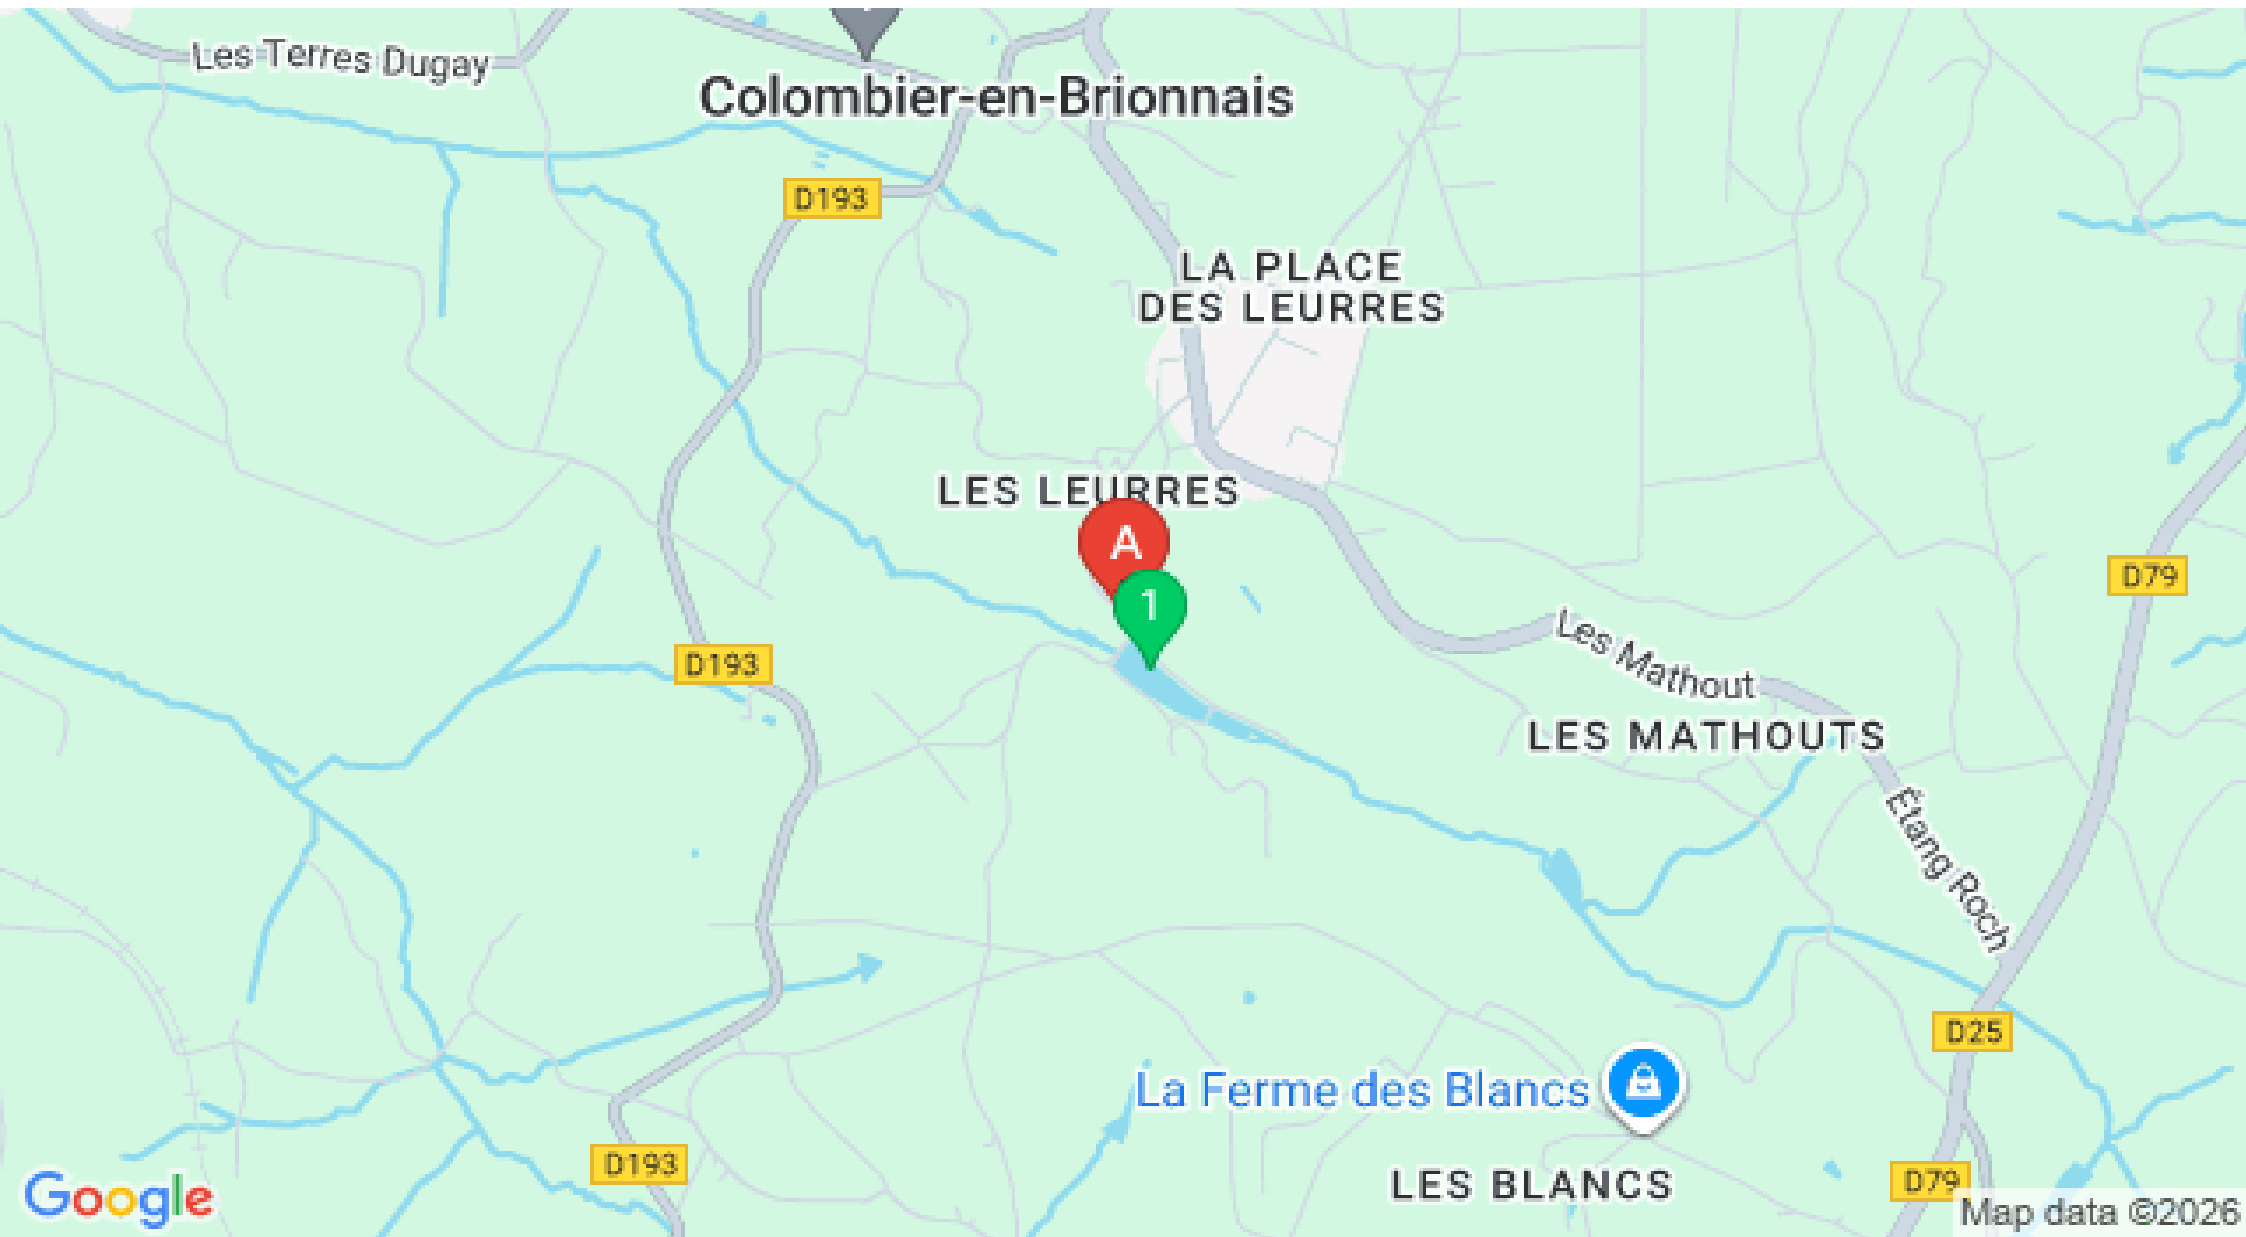 Les Terres Dugay
Colombier-en-Brionnais
D193
LA PLACE
DES LEURRES
LES LEURRES
A
D79
1
Les Mathout
D193
LES MATHOUTS
Étang Roch
D25
La Ferme des Blancs
D193
LES BLANCS
D79
Google
Map data ©2026